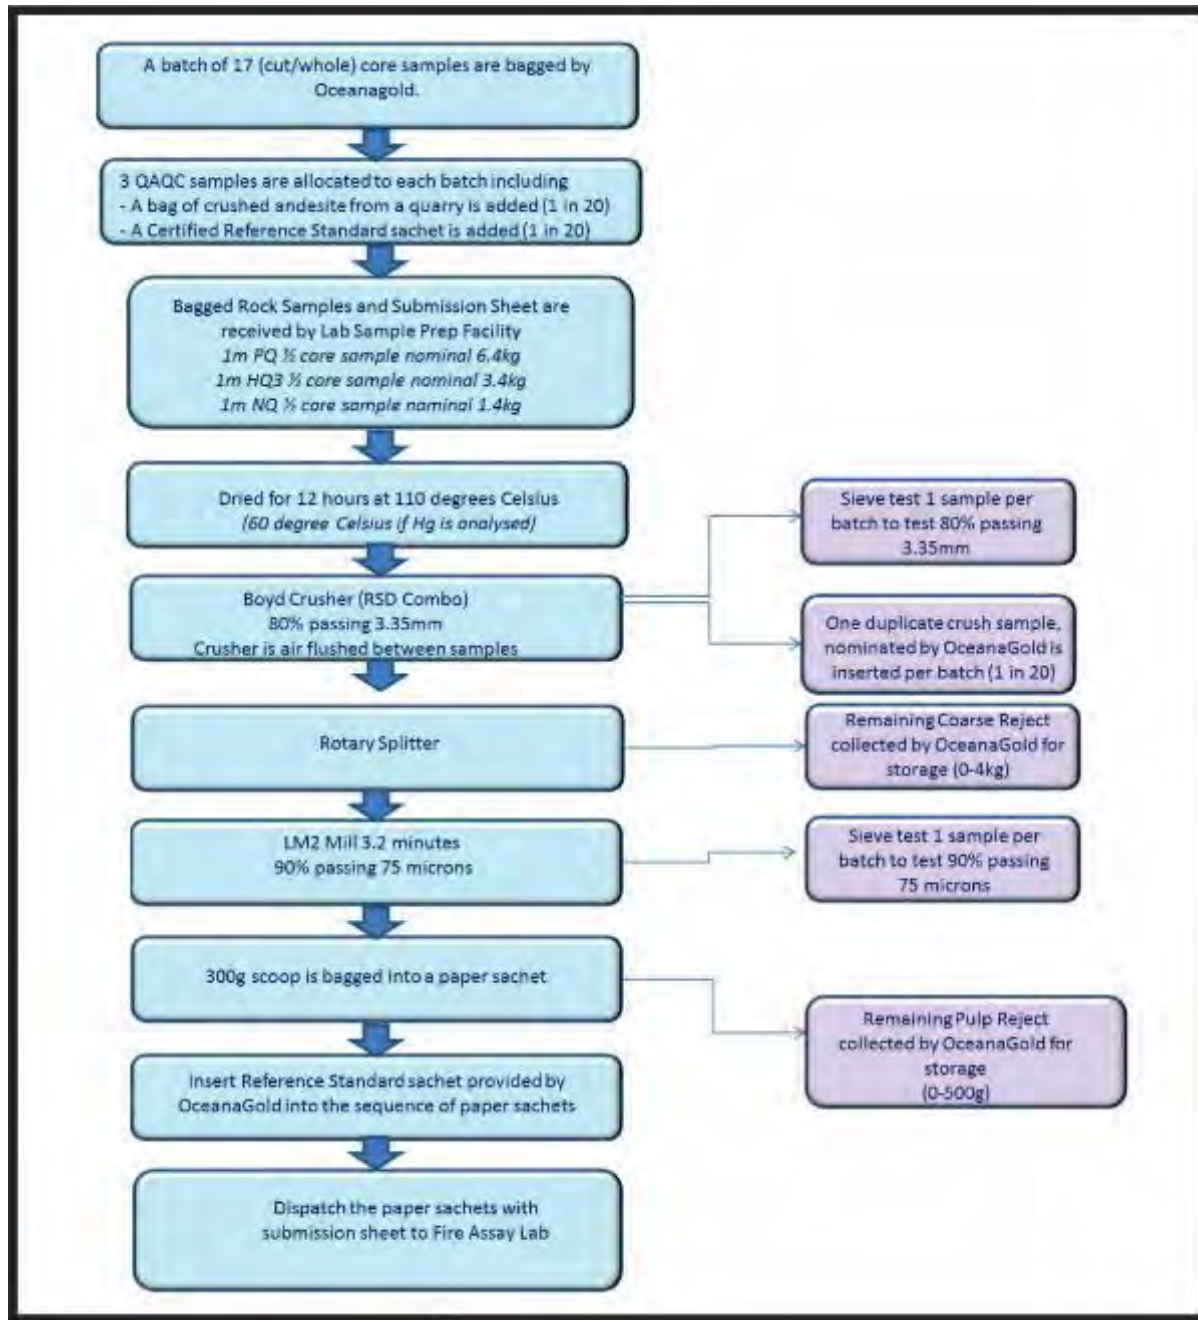 A batch of 17 (cut/whole) core samples are bagged by
Oceanagold.
3 QAQC samples are allocated to each batch including
- A bag of crushed andesite from a quarry is added (1 in 20)
- A Certified Reference Standard sachet is added (1 in 20)
Bagged Rock Samples and Submission Sheet are
received by Lab Sample Prep Facility
1m PQ ½ core sample nominal 6.4kg
1m HQ3 ½ core sample nominal 3.4kg
1m NQ ½ core sample nominal 1.4kg
Dried for 12 hours at 110 degrees Celsius
(60 degree Celsius if Hg is analysed)
Sieve test 1 sample per
batch to test 80% passing
3.35mm
Boyd Crusher (RSD Combo)
80% passing 3.35mm
Crusher is air flushed between samples
One duplicate crush sample,
nominated by OceanaGold is
inserted per batch (1 in 20)
Rotary Splitter
Remaining Coarse Reject
collected by OceanaGold for
storage (0-4kg)
LM2 Mill 3.2 minutes
90% passing 75 microns
Sieve test 1 sample per
batch to test 90% passing
75 microns
300g scoop is bagged into a paper sachet
Remaining Pulp Reject
collected by OceanaGold for
storage
(0-500g)
Insert Reference Standard sachet provided by
OceanaGold into the sequence of paper sachets
Dispatch the paper sachets with
submission sheet to Fire Assay Lab